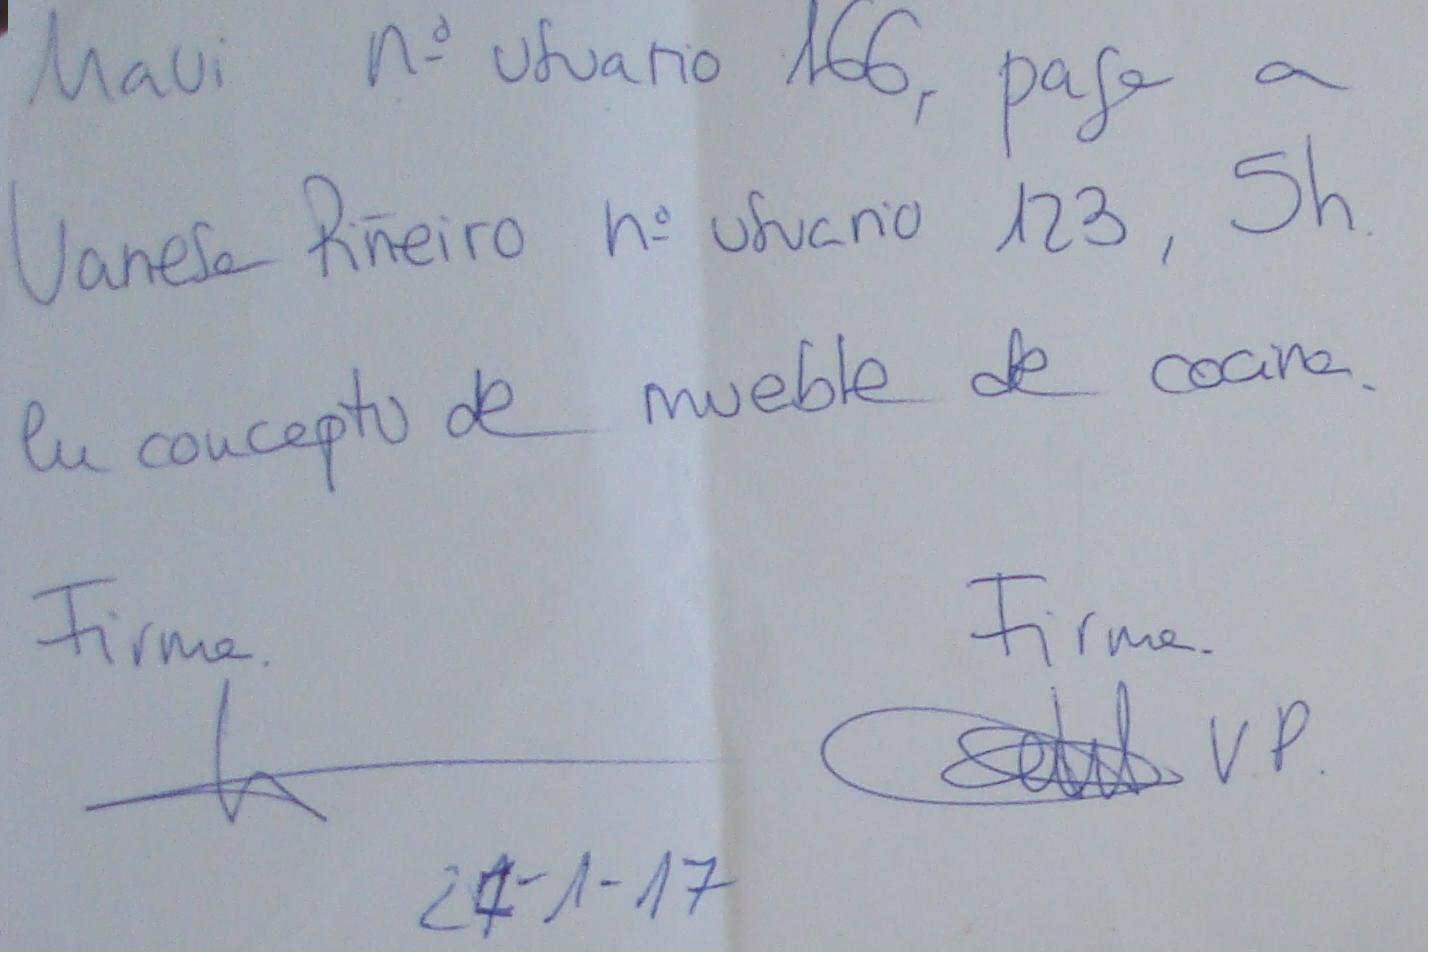 Mavi nº usuario 166, pasa a
Vanesa Piñeiro nº usuario 123, 5h.
En concepto de mueble de cocina.
Firma. Firma.
V.P.
-1-17